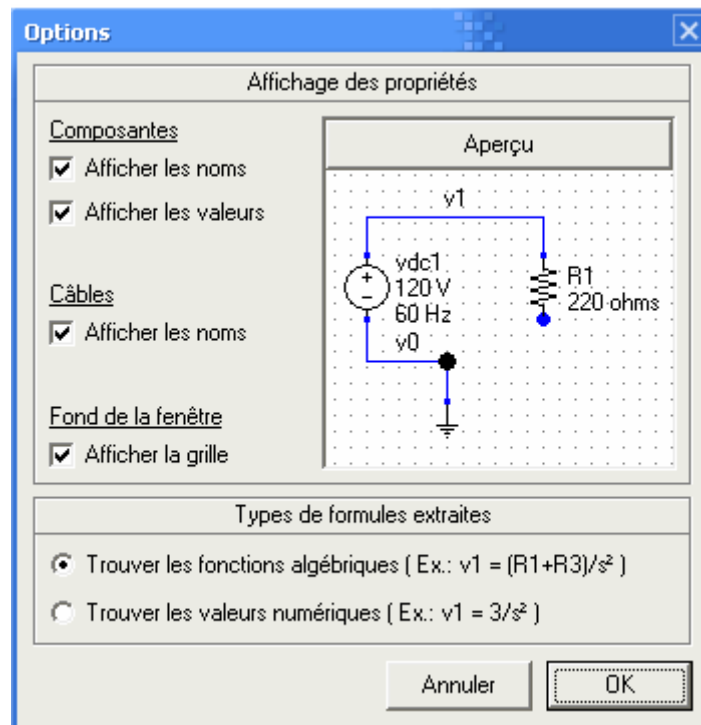 Options
Affichage des propriétés
Composantes
Afficher les noms
Afficher les valeurs
Câbles
Afficher les noms
Fond de la fenêtre
Afficher la grille
Aperçu
v1
vdc1
120 V
60 Hz
v0
R1
220 ohms
Types de formules extraites
Trouver les fonctions algébriques ( Ex.: v1 = (R1+R3)/s² )
Trouver les valeurs numériques ( Ex.: v1 = 3/s² )
Annuler
OK